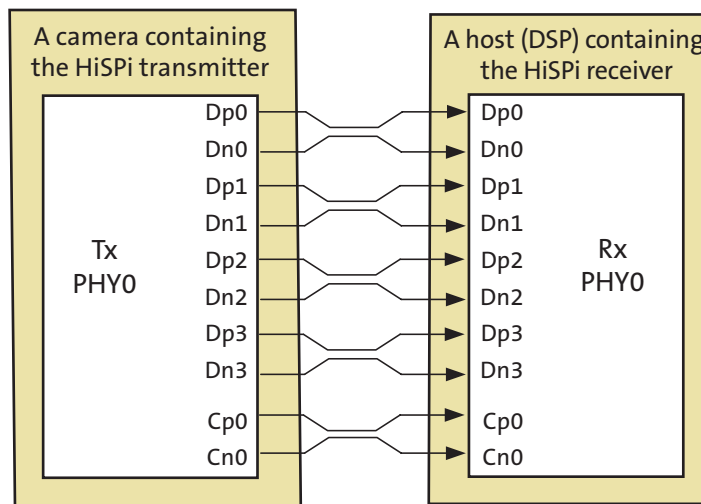 A camera containing
the HiSPi transmitter
A host (DSP) containing
the HiSPi receiver
Tx
PHY0
Dp0
Dn0
Dp1
Dn1
Dp2
Dn2
Dp3
Dn3
Cp0
Cn0
Dp0
Dn0
Dp1
Dn1
Dp2
Dn2
Dp3
Dn3
Cp0
Cn0
Rx
PHY0